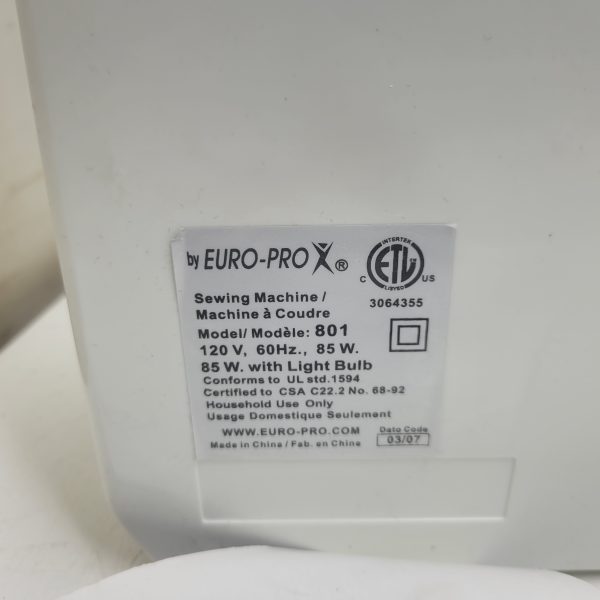 by EURO-PRO X®
INTERTEK
C ETL US
LISTED
3064355
Sewing Machine /
Machine à Coudre
Model/ Modèle: 801
120 V, 60Hz., 85 W.
85 W. with Light Bulb
Conforms to UL std.1594
Certified to CSA C22.2 No. 68-92
Household Use Only
Usage Domestique Seulement
WWW.EURO-PRO.COM
Made in China / Fab. en China
Date Code
03/07